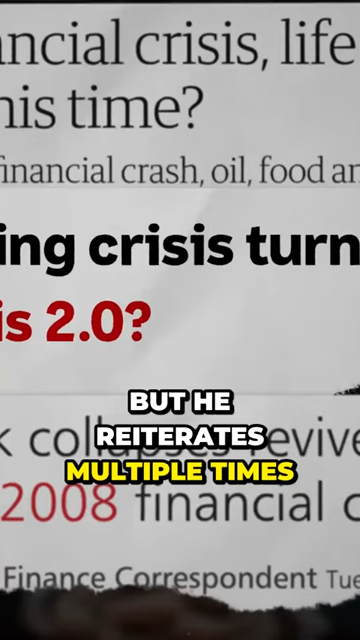 ncial crisis, life
his time?
financial crash, oil, food an
ing crisis turn
is 2.0?
BUT HE
REITERATES
MULTIPLE TIMES
k collapses revive
2008 financial c
Finance Correspondent Tue